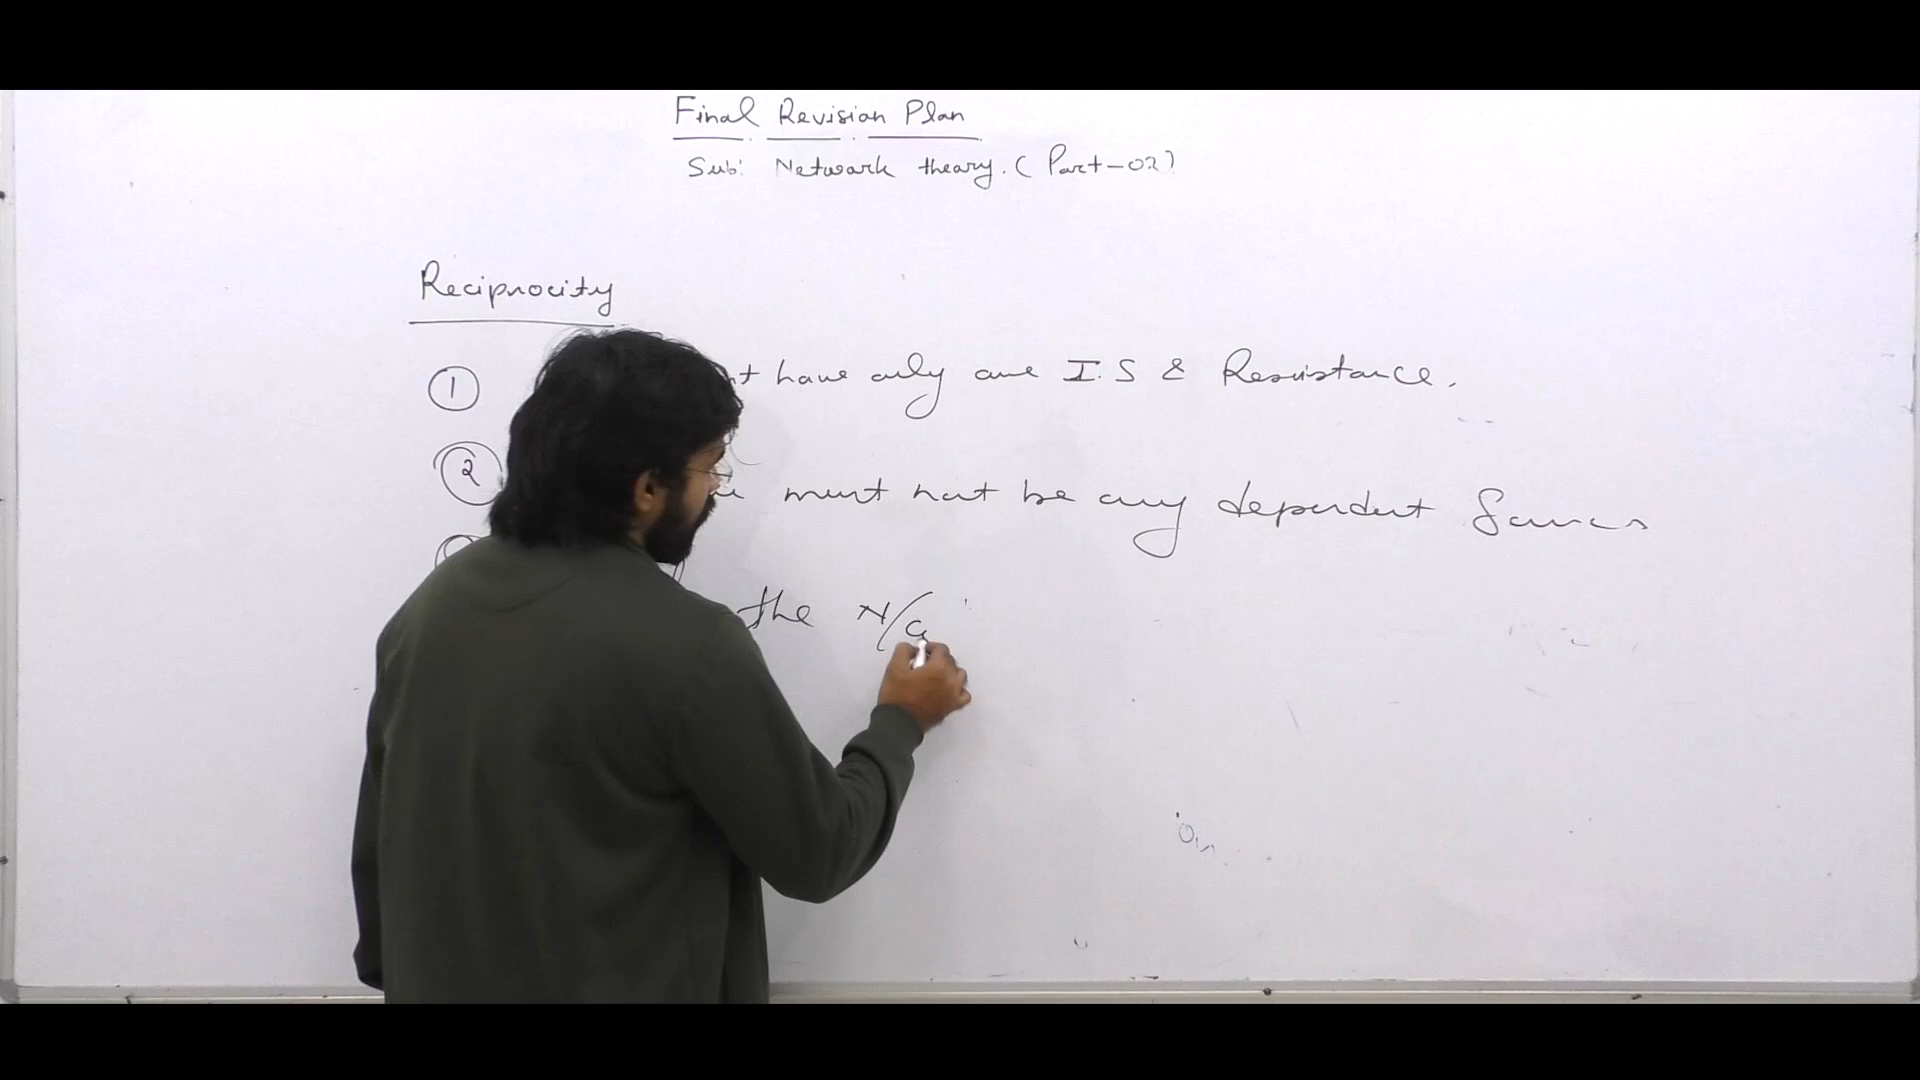 Final Revision Plan
Sub: Network theory. (Part-02)
Reciprocity
1 have only one I.S & Resistance.
2 must not be any dependent
the N/